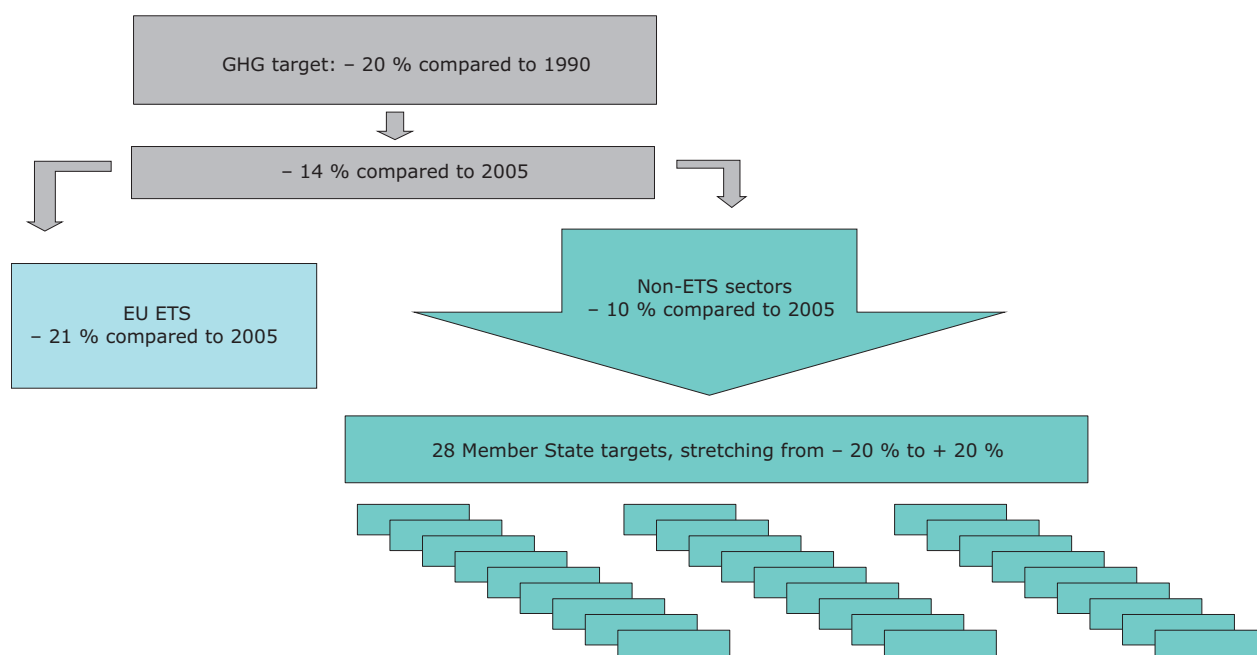 GHG target: – 20 % compared to 1990
– 14 % compared to 2005
EU ETS
– 21 % compared to 2005
Non-ETS sectors
– 10 % compared to 2005
28 Member State targets, stretching from – 20 % to + 20 %